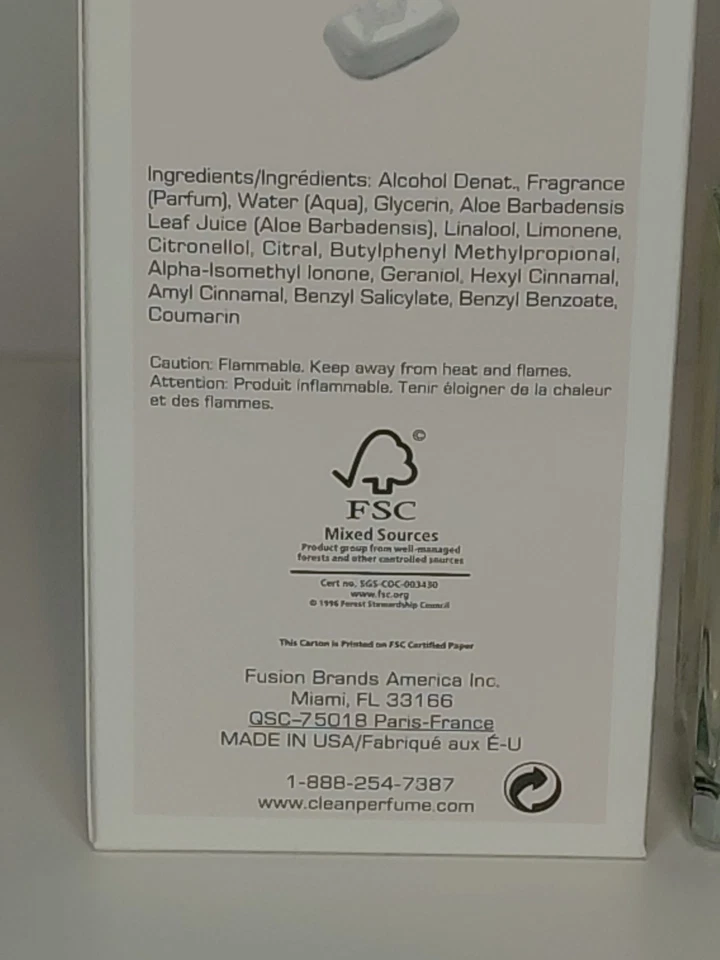 Ingredients/Ingrédients: Alcohol Denat., Fragrance
(Parfum), Water (Aqua), Glycerin, Aloe Barbadensis
Leaf Juice (Aloe Barbadensis), Linalool, Limonene,
Citronellol, Citral, Butylphenyl Methylpropional,
Alpha-Isomethyl Ionone, Geraniol, Hexyl Cinnamal,
Amyl Cinnamal, Benzyl Salicylate, Benzyl Benzoate,
Coumarin
Caution: Flammable. Keep away from heat and flames.
Attention: Produit inflammable. Tenir éloigner de la chaleur
et des flammes.
©
FSC
Mixed Sources
Product group from well-managed
forests and other controlled sources
Cert no. SGS-COC-003430
www.fsc.org
© 1996 Forest Stewardship Council
This Carton is Printed on FSC Certified Paper
Fusion Brands America Inc.
Miami, FL 33166
QSC-75018 Paris-France
MADE IN USA/Fabriqué aux É-U
1-888-254-7387
www.cleanperfume.com